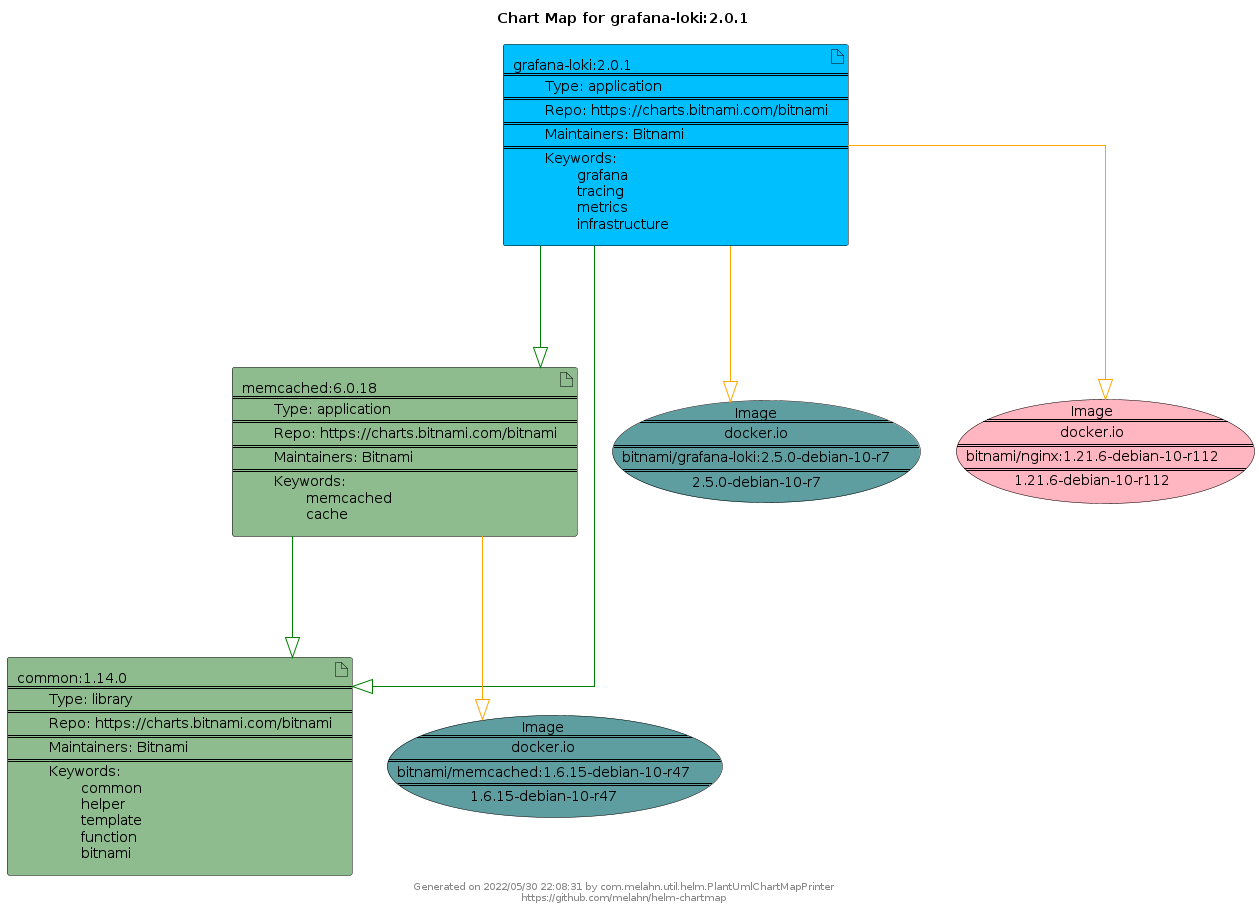 Chart Map for grafana-loki:2.0.1
grafana-loki:2.0.1
Type: application
Repo: https://charts.bitnami.com/bitnami
Maintainers: Bitnami
Keywords:
grafana
tracing
metrics
infrastructure
memcached:6.0.18
Type: application
Repo: https://charts.bitnami.com/bitnami
Maintainers: Bitnami
Keywords:
memcached
cache
Image
docker.io
bitnami/grafana-loki:2.5.0-debian-10-r7
2.5.0-debian-10-r7
Image
docker.io
bitnami/nginx:1.21.6-debian-10-r112
1.21.6-debian-10-r112
common:1.14.0
Type: library
Repo: https://charts.bitnami.com/bitnami
Maintainers: Bitnami
Keywords:
common
helper
template
function
bitnami
Image
docker.io
bitnami/memcached:1.6.15-debian-10-r47
1.6.15-debian-10-r47
Generated on 2022/05/30 22:08:31 by com.melahn.util.helm.PlantUmlChartMapPrinter
https://github.com/melahn/helm-chartmap